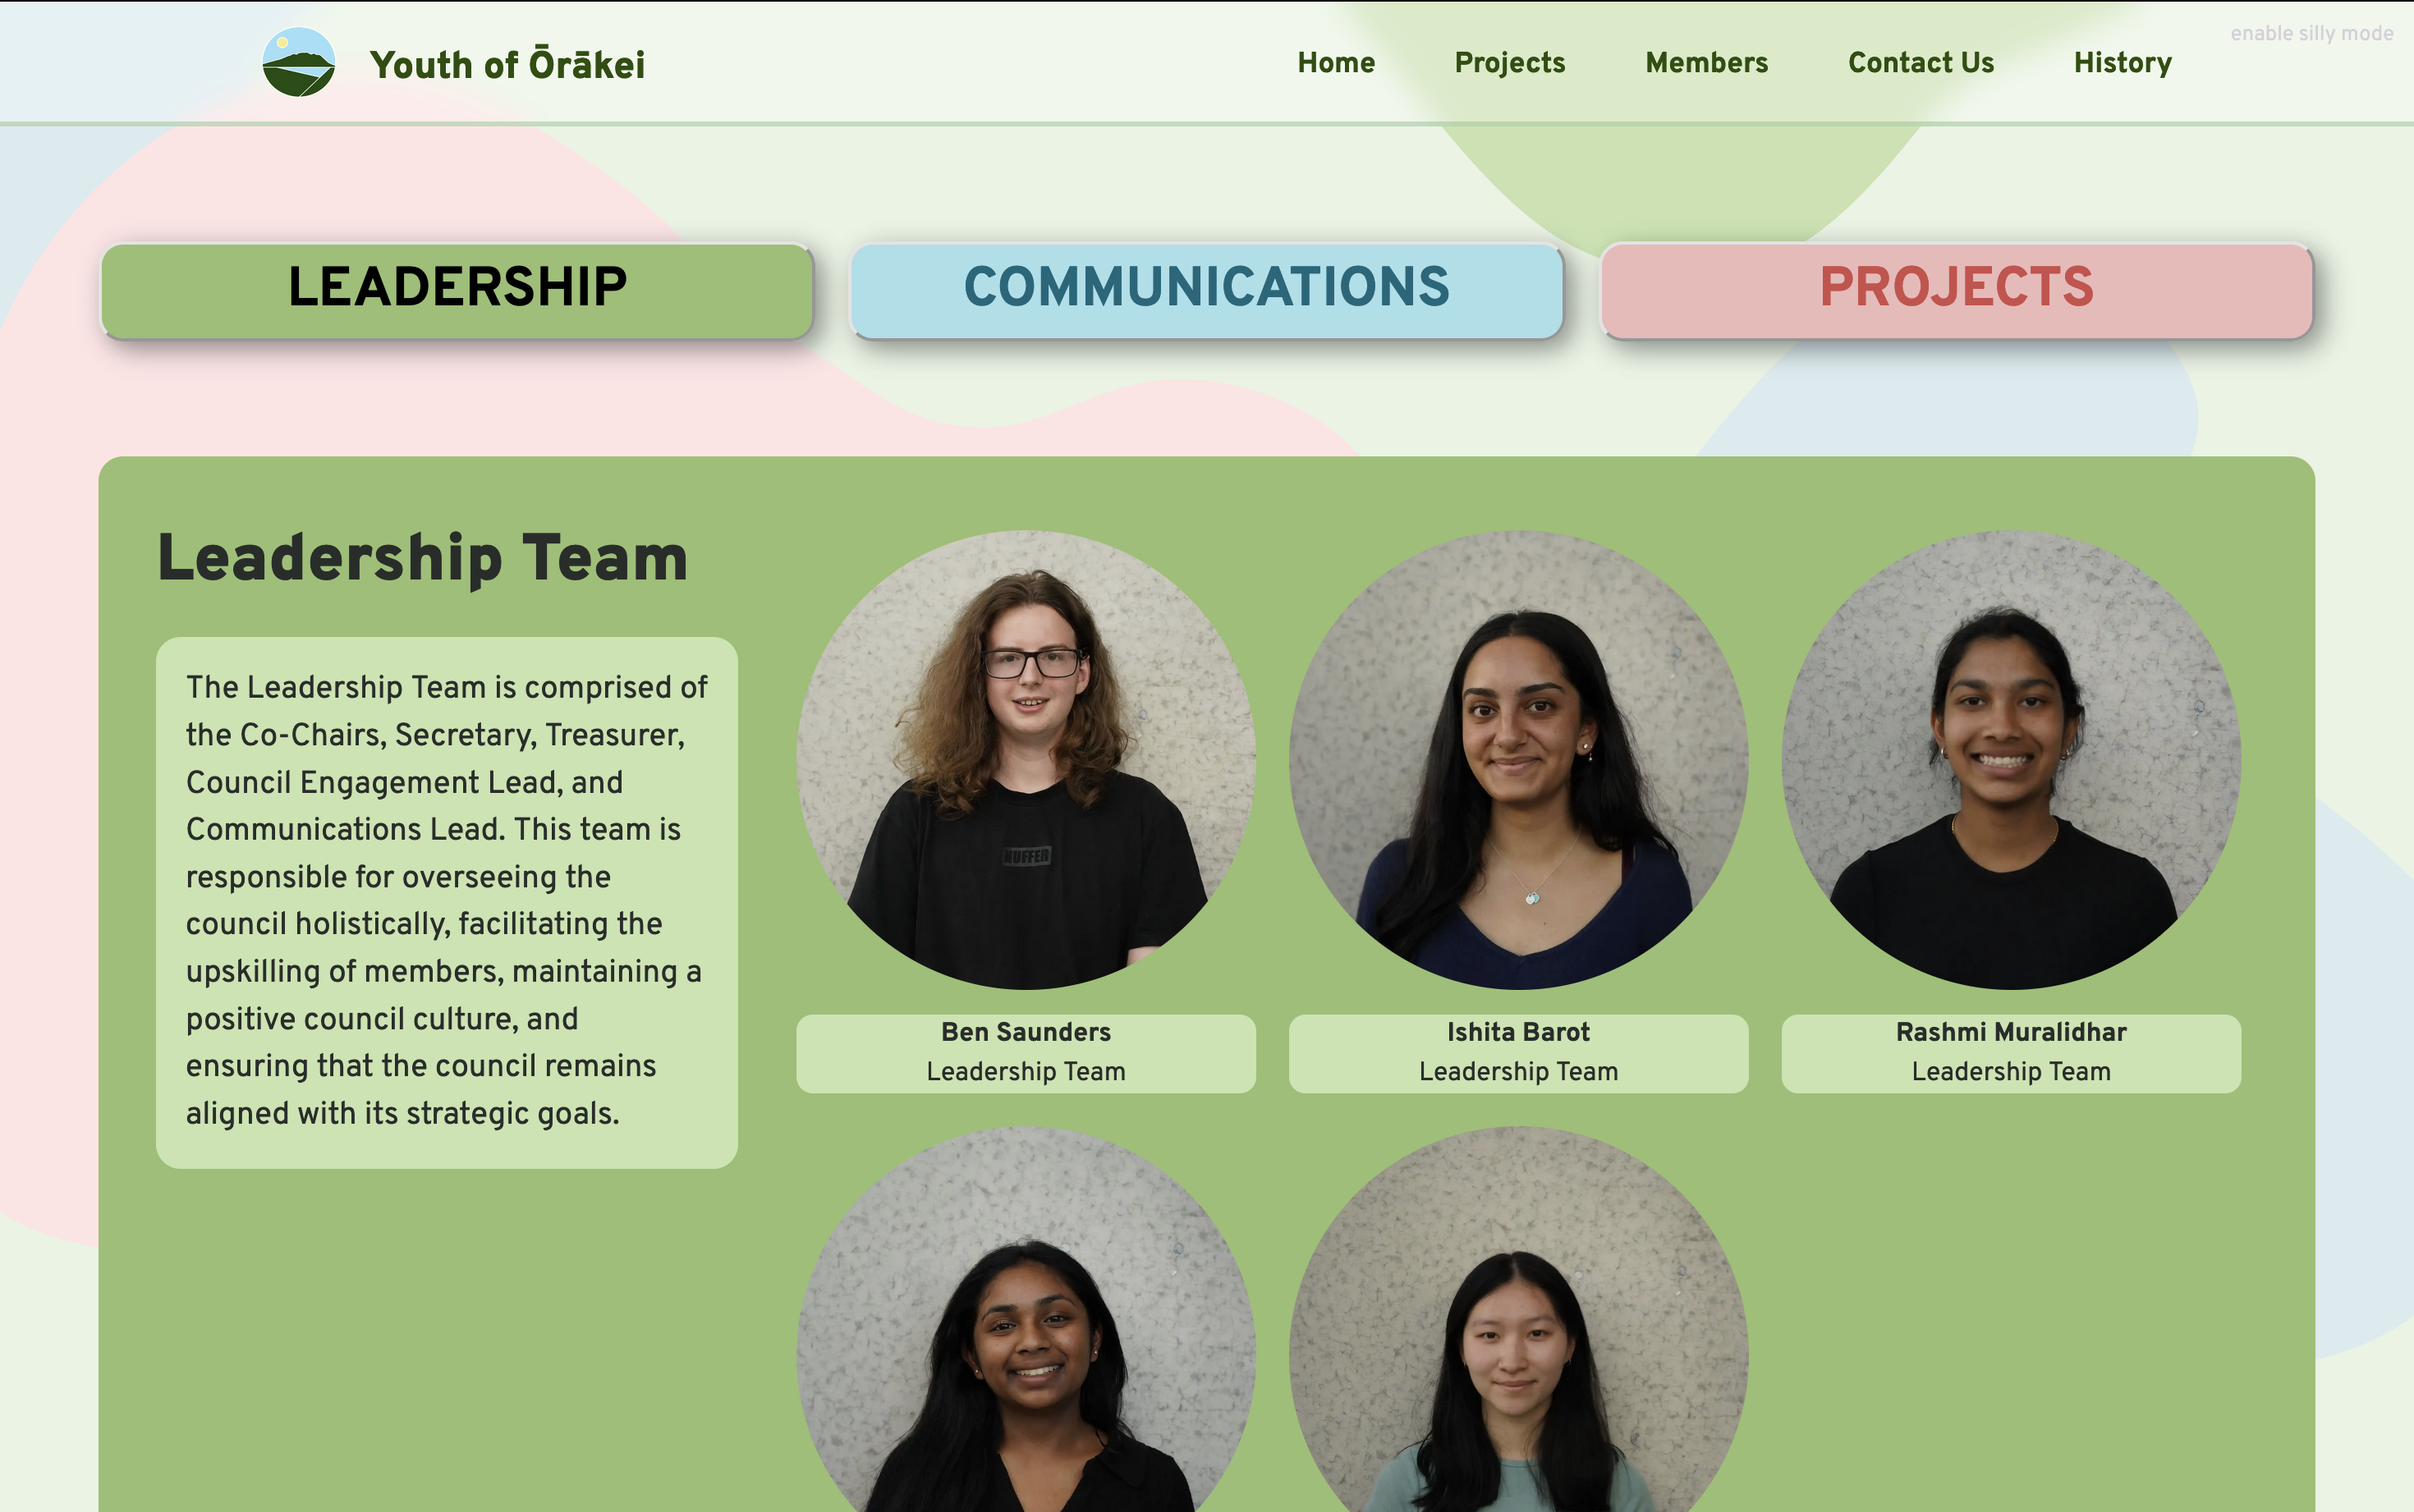 enable silly mode
Youth of Ōrākei
Home Projects Members Contact Us History
LEADERSHIP COMMUNICATIONS PROJECTS
Leadership Team
The Leadership Team is comprised of
the Co-Chairs, Secretary, Treasurer,
Council Engagement Lead, and
Communications Lead. This team is
responsible for overseeing the
council holistically, facilitating the
upskilling of members, maintaining a
positive council culture, and
ensuring that the council remains
aligned with its strategic goals.
HUFFER
Ben Saunders
Leadership Team
Ishita Barot
Leadership Team
Rashmi Muralidhar
Leadership Team